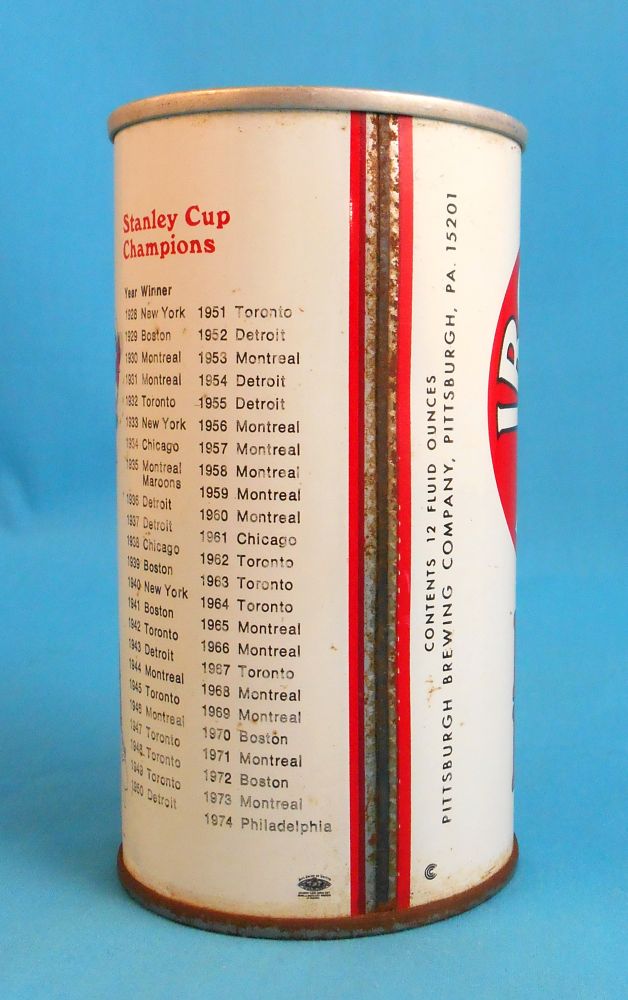 Stanley Cup
Champions
Year Winner
1928 New York
1929 Boston
1930 Montreal
1931 Montreal
1932 Toronto
1933 New York
1934 Chicago
1935 Montreal
Maroons
1936 Detroit
1937 Detroit
1938 Chicago
1939 Boston
1940 New York
1941 Boston
1942 Toronto
1943 Detroit
1944 Montreal
1945 Toronto
1946 Montreal
1947 Toronto
1948 Toronto
1949 Toronto
1950 Detroit
1951 Toronto
1952 Detroit
1953 Montreal
1954 Detroit
1955 Detroit
1956 Montreal
1957 Montreal
1958 Montreal
1959 Montreal
1960 Montreal
1961 Chicago
1962 Toronto
1963 Toronto
1964 Toronto
1965 Montreal
1966 Montreal
1967 Toronto
1968 Montreal
1969 Montreal
1970 Boston
1971 Montreal
1972 Boston
1973 Montreal
1974 Philadelphia
CONTENTS 12 FLUID OUNCES
PITTSBURGH BREWING COMPANY, PITTSBURGH, PA. 15201